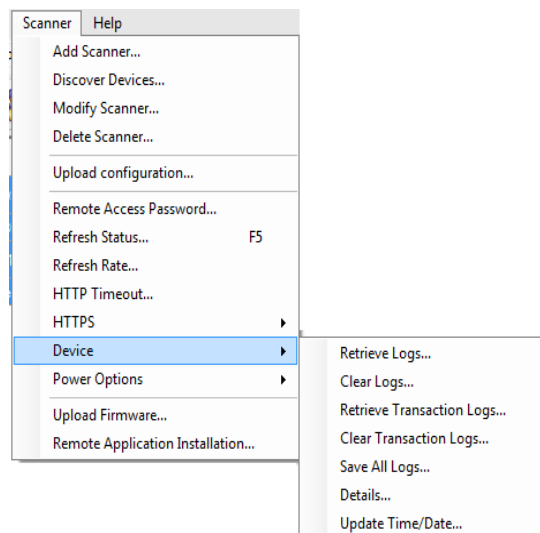 Scanner Help
Add Scanner...
Discover Devices...
Modify Scanner...
Delete Scanner...
Upload configuration...
Remote Access Password...
Refresh Status... F5
Refresh Rate...
HTTP Timeout...
HTTPS
Device
Power Options
Upload Firmware...
Remote Application Installation...
Retrieve Logs...
Clear Logs...
Retrieve Transaction Logs...
Clear Transaction Logs...
Save All Logs...
Details...
Update Time/Date...